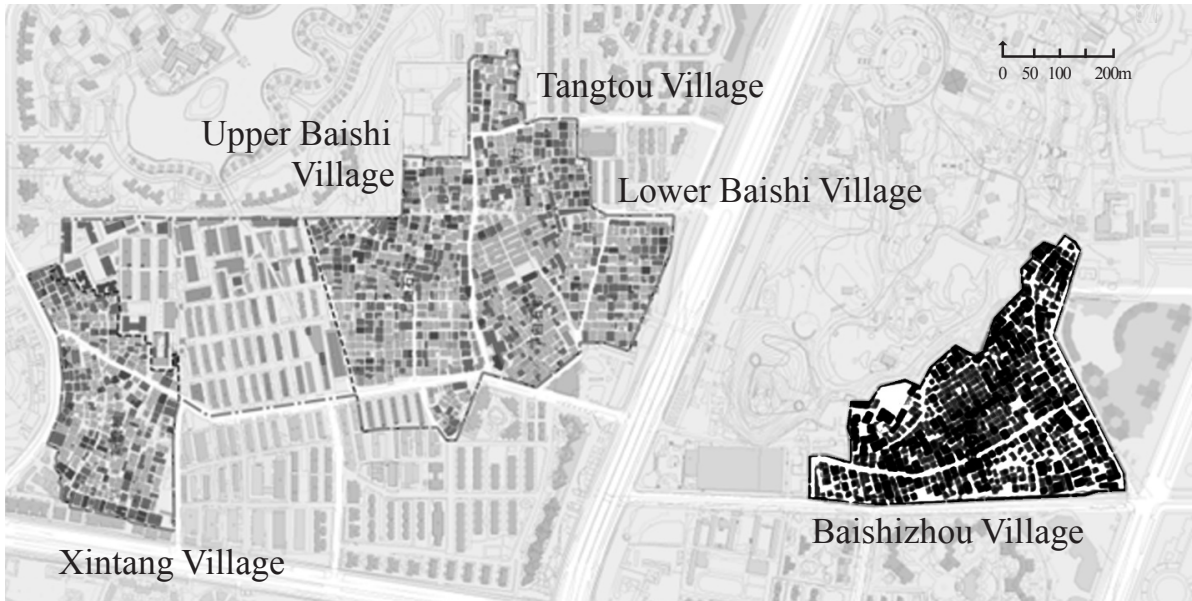 Tangtou Village
Upper Baishi
Village
Lower Baishi Village
0 50 100 200m
Baishizhou Village
Xintang Village